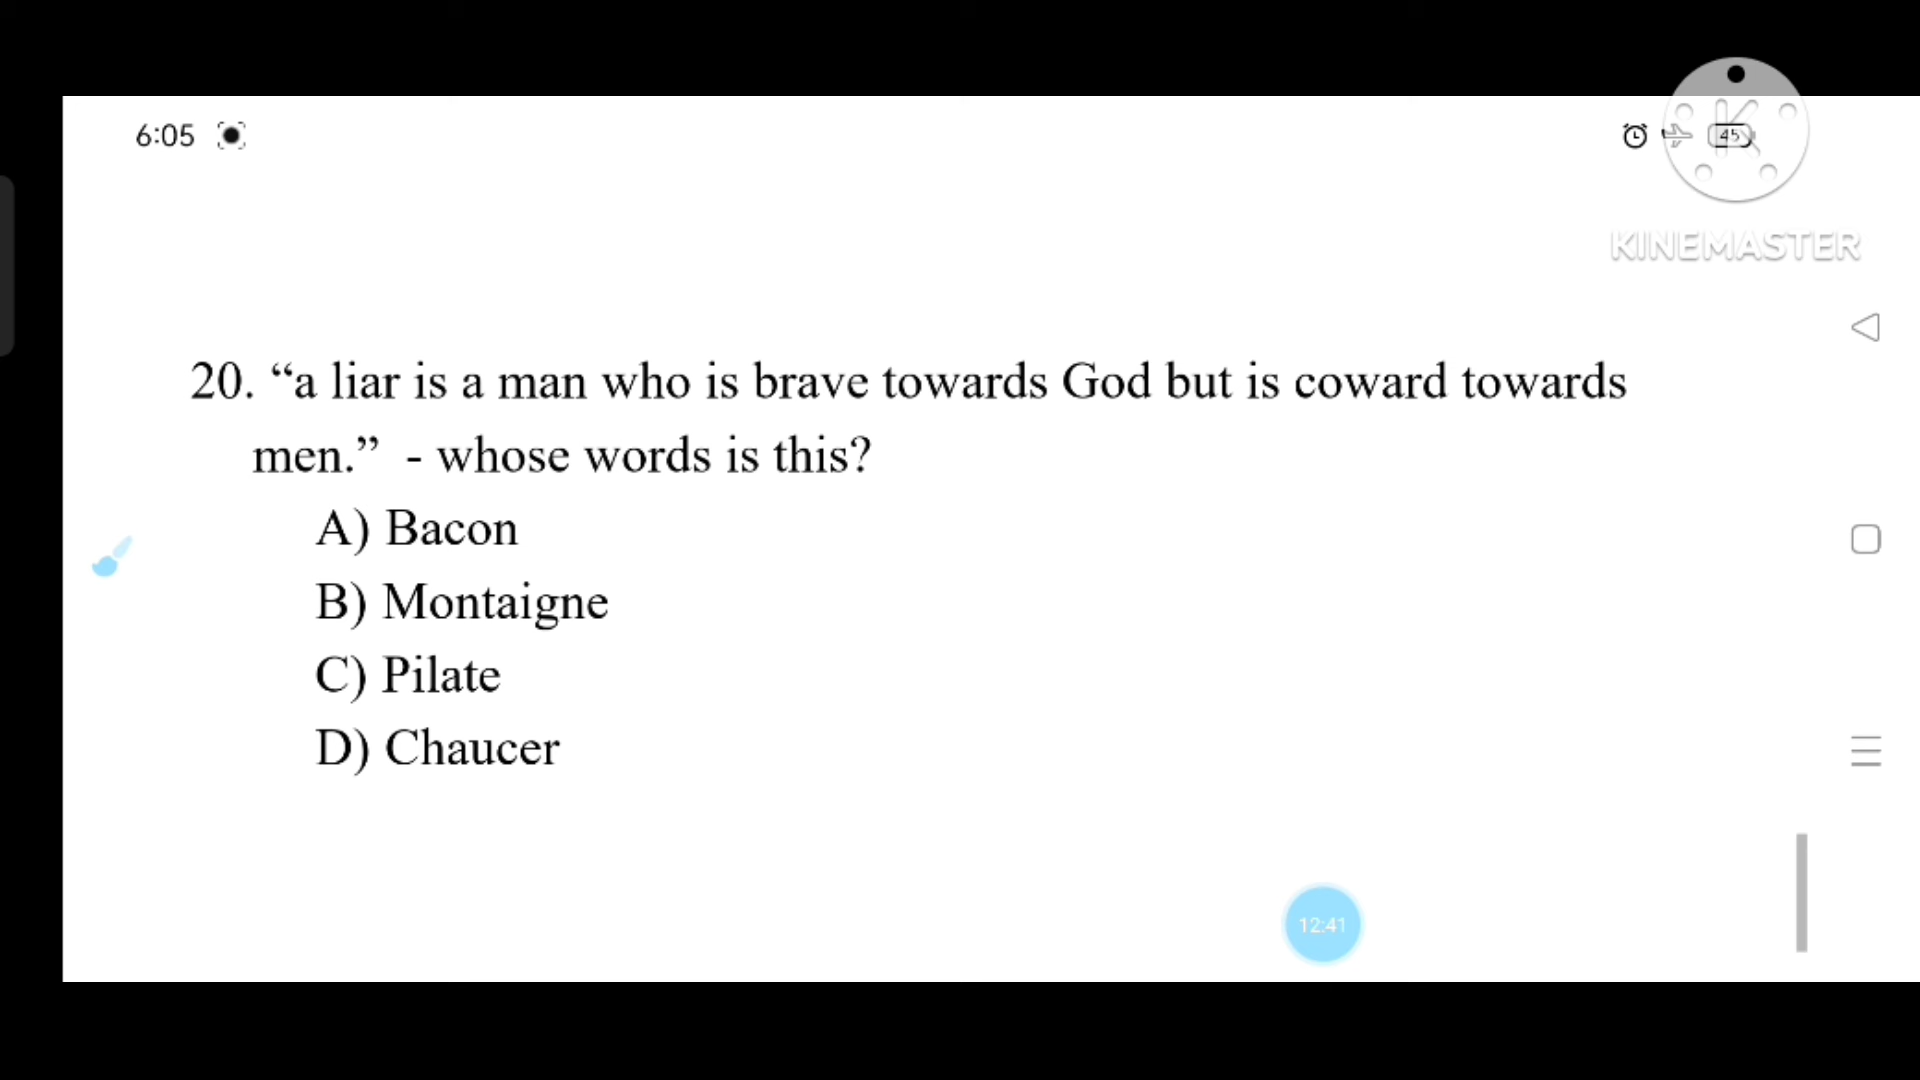 6:05
45
KINEMASTER
20. “a liar is a man who is brave towards God but is coward towards
men.” - whose words is this?
A) Bacon
B) Montaigne
C) Pilate
D) Chaucer
12:41